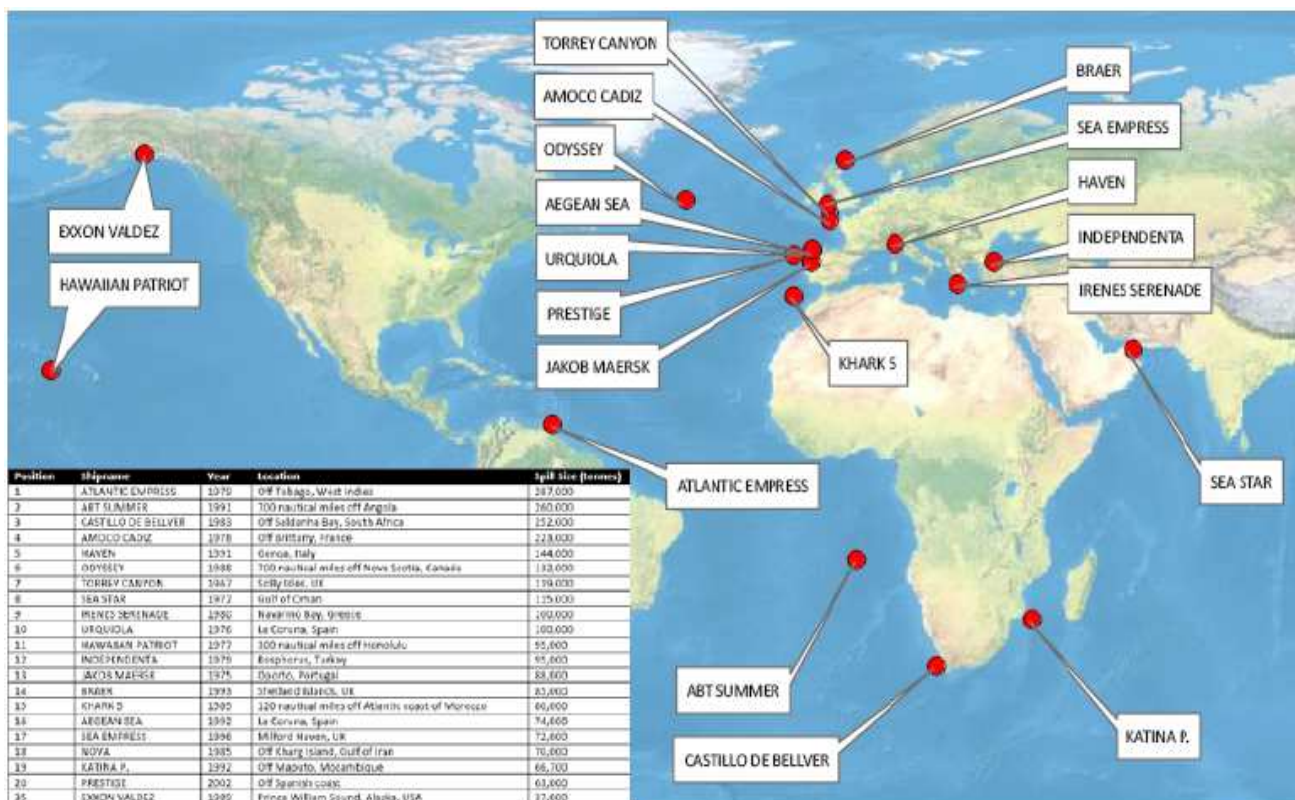 TORREY CANYON
BRAER
AMOCO CADIZ
SEA EMPRESS
ODYSSEY
HAVEN
AEGEAN SEA
EXXON VALDEZ
INDEPENDENTA
URQUIOLA
HAWAIIAN PATRIOT
IRENES SERENADE
PRESTIGE
JAKOB MAERSK
KHARK 5
SEA STAR
ATLANTIC EMPRESS
ABT SUMMER
KATINA P.
CASTILLO DE BELLVER
Position Shipname Year Location Spill Size (tonnes)
1 ATLANTIC EMPRESS 1979 Off Tobago, West Indies 287,000
2 ABT SUMMER 1991 700 nautical miles off Angola 260,000
3 CASTILLO DE BELLVER 1983 Off Saldanha Bay, South Africa 252,000
4 AMOCO CADIZ 1978 Off Brittany, France 223,000
5 HAVEN 1991 Genoa, Italy 144,000
6 ODYSSEY 1988 700 nautical miles off Nova Scotia, Canada 132,000
7 TORREY CANYON 1967 Scilly Isles, UK 119,000
8 SEA STAR 1972 Gulf of Oman 115,000
9 IRENES SERENADE 1980 Navarino Bay, Greece 100,000
10 URQUIOLA 1976 La Coruna, Spain 100,000
11 HAWAIIAN PATRIOT 1977 300 nautical miles off Honolulu 95,000
12 INDEPENDENTA 1979 Bosphorus, Turkey 95,000
13 JAKOB MAERSK 1975 Oporto, Portugal 88,000
14 BRAER 1993 Shetland Islands, UK 85,000
15 KHARK 5 1989 120 nautical miles off Atlantic coast of Morocco 80,000
16 AEGEAN SEA 1992 La Coruna, Spain 74,000
17 SEA EMPRESS 1996 Milford Haven, UK 72,000
18 NOVA 1985 Off Kharg Island, Gulf of Iran 70,000
19 KATINA P. 1992 Off Maputo, Mozambique 66,700
20 PRESTIGE 2002 Off Spanish coast 63,000
35 EXXON VALDEZ 1989 Prince William Sound, Alaska, USA 37,000